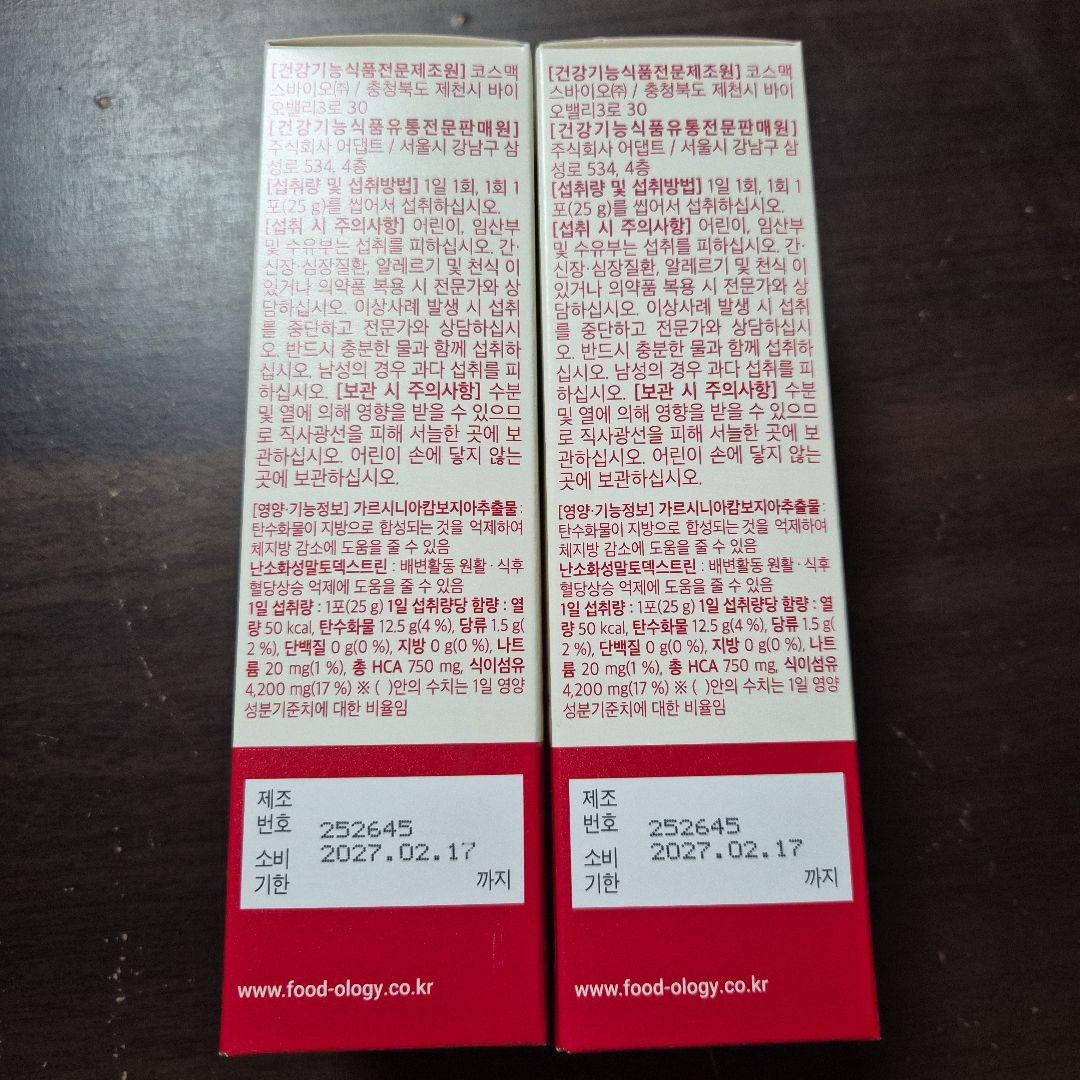 [건강기능식품전문제조원] 코스맥
스바이오㈜ / 충청북도 제천시 바이
오밸리3로 30
[건강기능식품유통전문판매원]
주식회사 어댑트 / 서울시 강남구 삼
성로 534, 4층
[섭취량 및 섭취방법] 1일 1회, 1회 1
포(25 g)를 씹어서 섭취하십시오.
[섭취 시 주의사항] 어린이, 임산부
및 수유부는 섭취를 피하십시오. 간·
신장·심장질환, 알레르기 및 천식 이
있거나 의약품 복용 시 전문가와 상
담하십시오. 이상사례 발생 시 섭취
를 중단하고 전문가와 상담하십시
오. 반드시 충분한 물과 함께 섭취하
십시오. 남성의 경우 과다 섭취를 피
하십시오. [보관 시 주의사항] 수분
및 열에 의해 영향을 받을 수 있으므
로 직사광선을 피해 서늘한 곳에 보
관하십시오. 어린이 손에 닿지 않는
곳에 보관하십시오.
[영양·기능정보] 가르시니아캄보지아추출물 :
탄수화물이 지방으로 합성되는 것을 억제하여
체지방 감소에 도움을 줄 수 있음
난소화성말토덱스트린 : 배변활동 원활 · 식후
혈당상승 억제에 도움을 줄 수 있음
1일 섭취량 : 1포(25 g) 1일 섭취량당 함량 : 열
량 50 kcal, 탄수화물 12.5 g(4 %), 당류 1.5 g(
2 %), 단백질 0 g(0 %), 지방 0 g(0 %), 나트
륨 20 mg(1 %), 총 HCA 750 mg, 식이섬유
4,200 mg(17 %) ※ ( )안의 수치는 1일 영양
성분기준치에 대한 비율임
제조
번호 252645
소비 2027.02.17
기한 까지
www.food-ology.co.kr
[건강기능식품전문제조원] 코스맥
스바이오㈜ / 충청북도 제천시 바이
오밸리3로 30
[건강기능식품유통전문판매원]
주식회사 어댑트 / 서울시 강남구 삼
성로 534, 4층
[섭취량 및 섭취방법] 1일 1회, 1회 1
포(25 g)를 씹어서 섭취하십시오.
[섭취 시 주의사항] 어린이, 임산부
및 수유부는 섭취를 피하십시오. 간·
신장·심장질환, 알레르기 및 천식 이
있거나 의약품 복용 시 전문가와 상
담하십시오. 이상사례 발생 시 섭취
를 중단하고 전문가와 상담하십시
오. 반드시 충분한 물과 함께 섭취하
십시오. 남성의 경우 과다 섭취를 피
하십시오. [보관 시 주의사항] 수분
및 열에 의해 영향을 받을 수 있으므
로 직사광선을 피해 서늘한 곳에 보
관하십시오. 어린이 손에 닿지 않는
곳에 보관하십시오.
[영양·기능정보] 가르시니아캄보지아추출물 :
탄수화물이 지방으로 합성되는 것을 억제하여
체지방 감소에 도움을 줄 수 있음
난소화성말토덱스트린 : 배변활동 원활 · 식후
혈당상승 억제에 도움을 줄 수 있음
1일 섭취량 : 1포(25 g) 1일 섭취량당 함량 : 열
량 50 kcal, 탄수화물 12.5 g(4 %), 당류 1.5 g(
2 %), 단백질 0 g(0 %), 지방 0 g(0 %), 나트
륨 20 mg(1 %), 총 HCA 750 mg, 식이섬유
4,200 mg(17 %) ※ ( )안의 수치는 1일 영양
성분기준치에 대한 비율임
제조
번호 252645
소비 2027.02.17
기한 까지
www.food-ology.co.kr